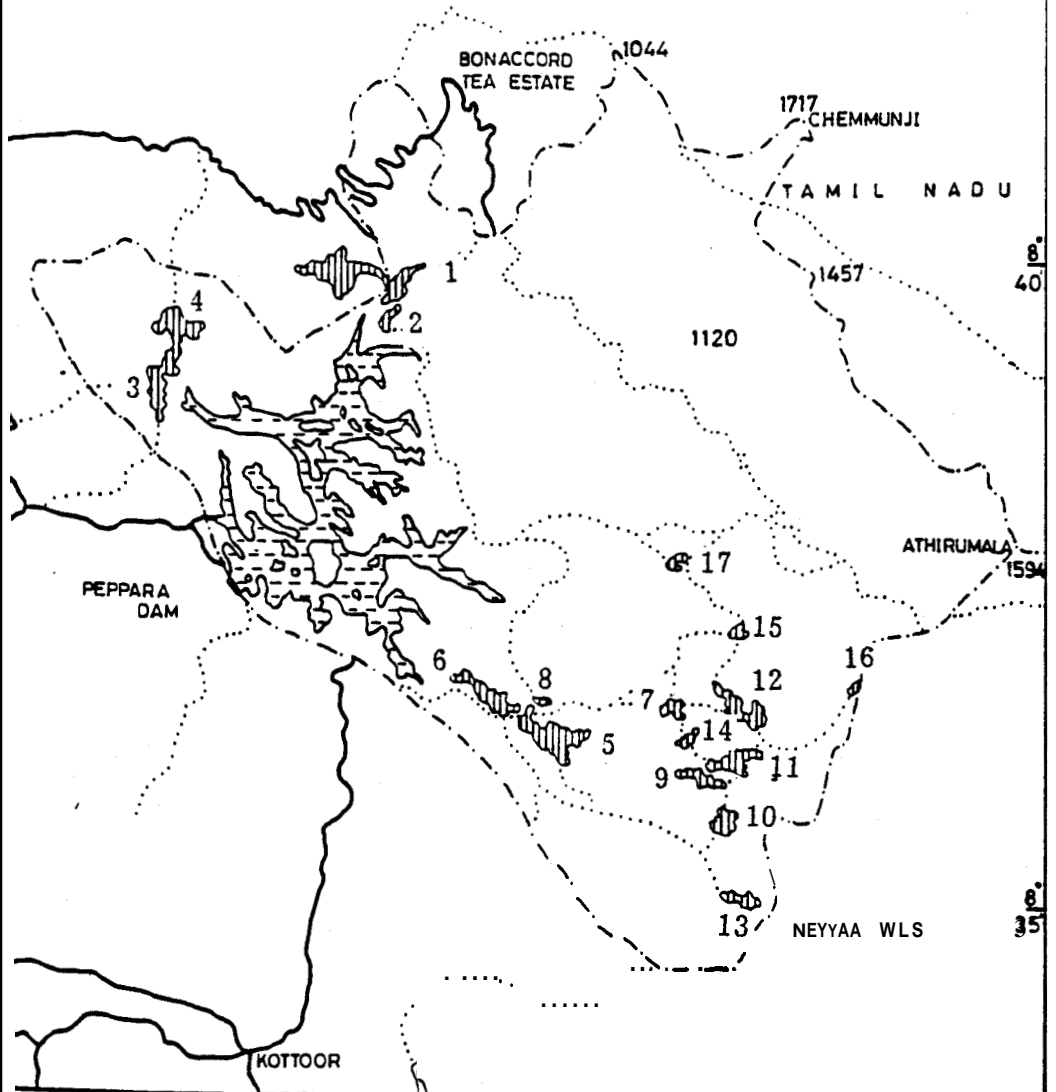 BONACCORD
TEA ESTATE
1044
1717
CHEMMUNJI
TAMIL NADU
8°
40'
1
1457
4
2
1120
3
ATHIRUMALA
1594
17
PEPPARA
DAM
15
6
16
8
12
7
14
5
9
11
10
8°
35'
13
NEYYAA WLS
KOTTOOR